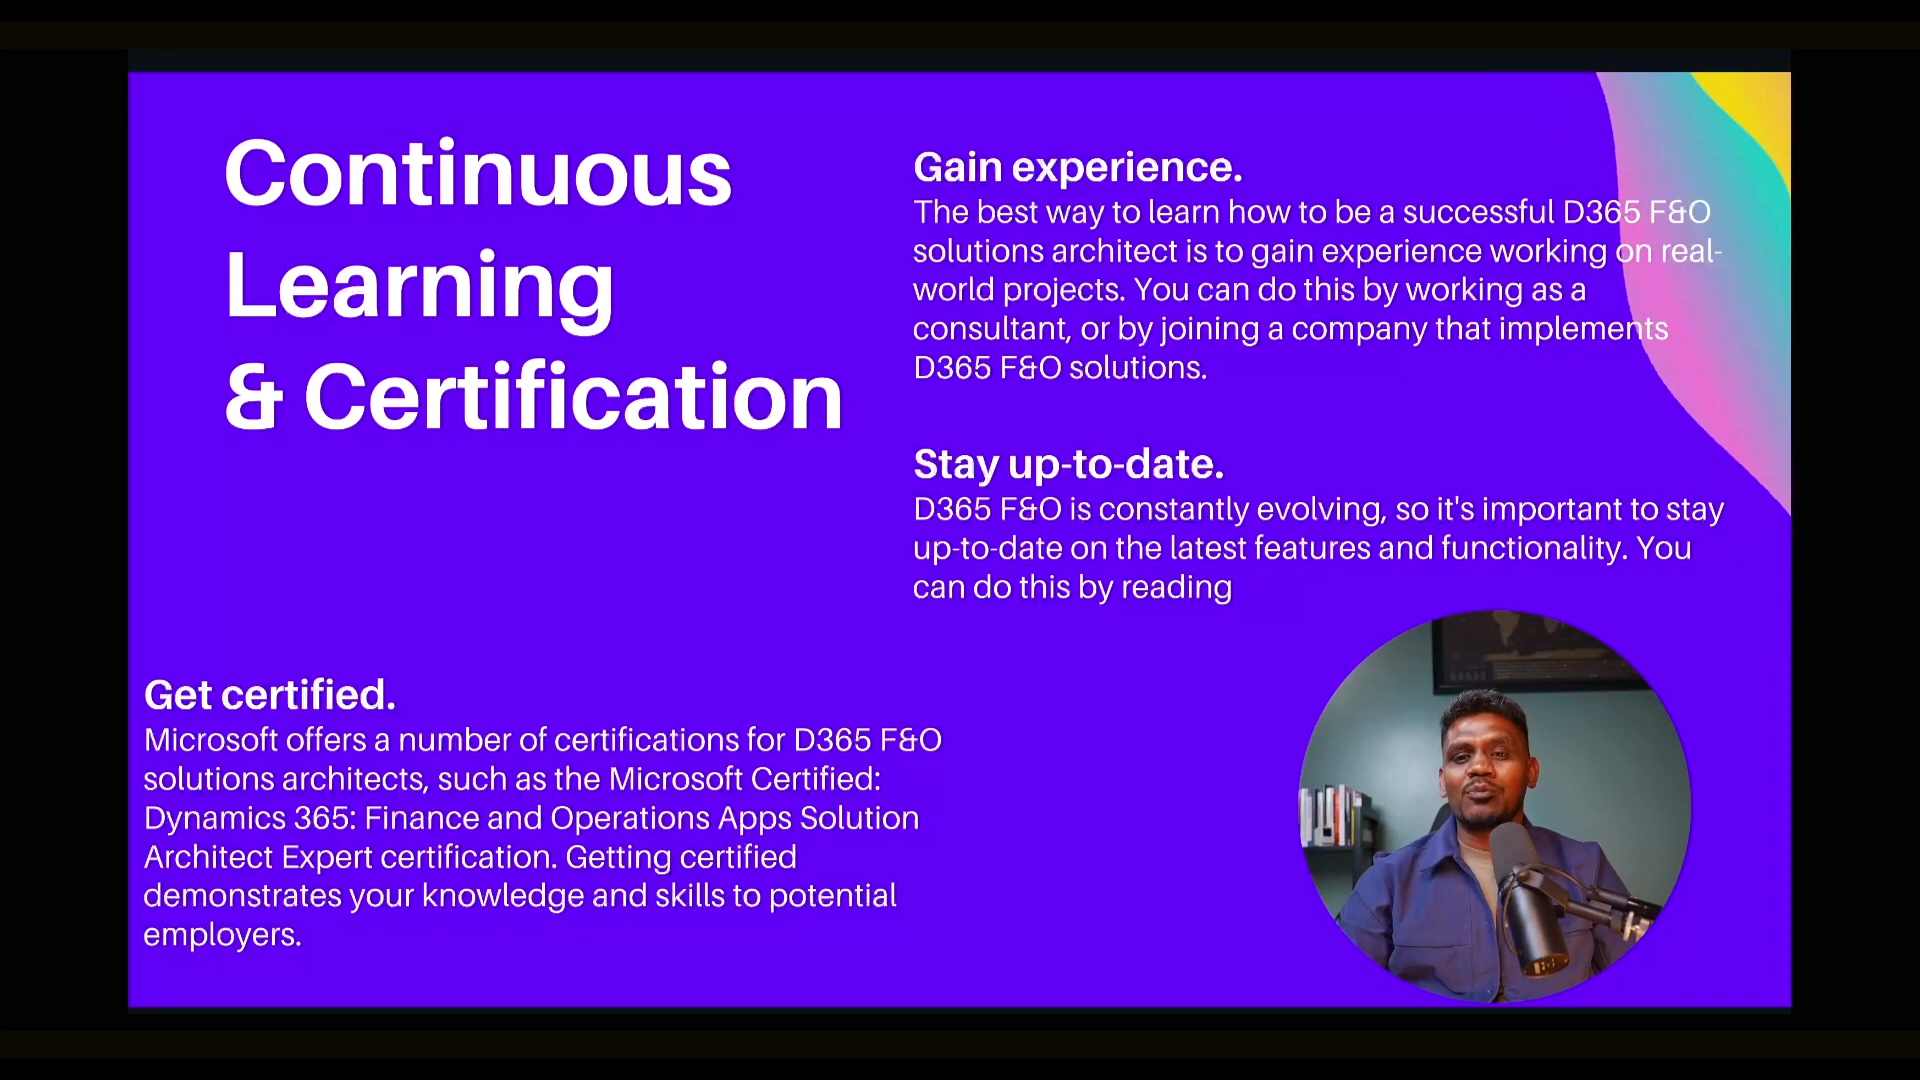 Continuous
Learning
& Certification
Gain experience.
The best way to learn how to be a successful D365 F&O
solutions architect is to gain experience working on real-
world projects. You can do this by working as a
consultant, or by joining a company that implements
D365 F&O solutions.
Stay up-to-date.
D365 F&O is constantly evolving, so it's important to stay
up-to-date on the latest features and functionality. You
can do this by reading
Get certified.
Microsoft offers a number of certifications for D365 F&O
solutions architects, such as the Microsoft Certified:
Dynamics 365: Finance and Operations Apps Solution
Architect Expert certification. Getting certified
demonstrates your knowledge and skills to potential
employers.